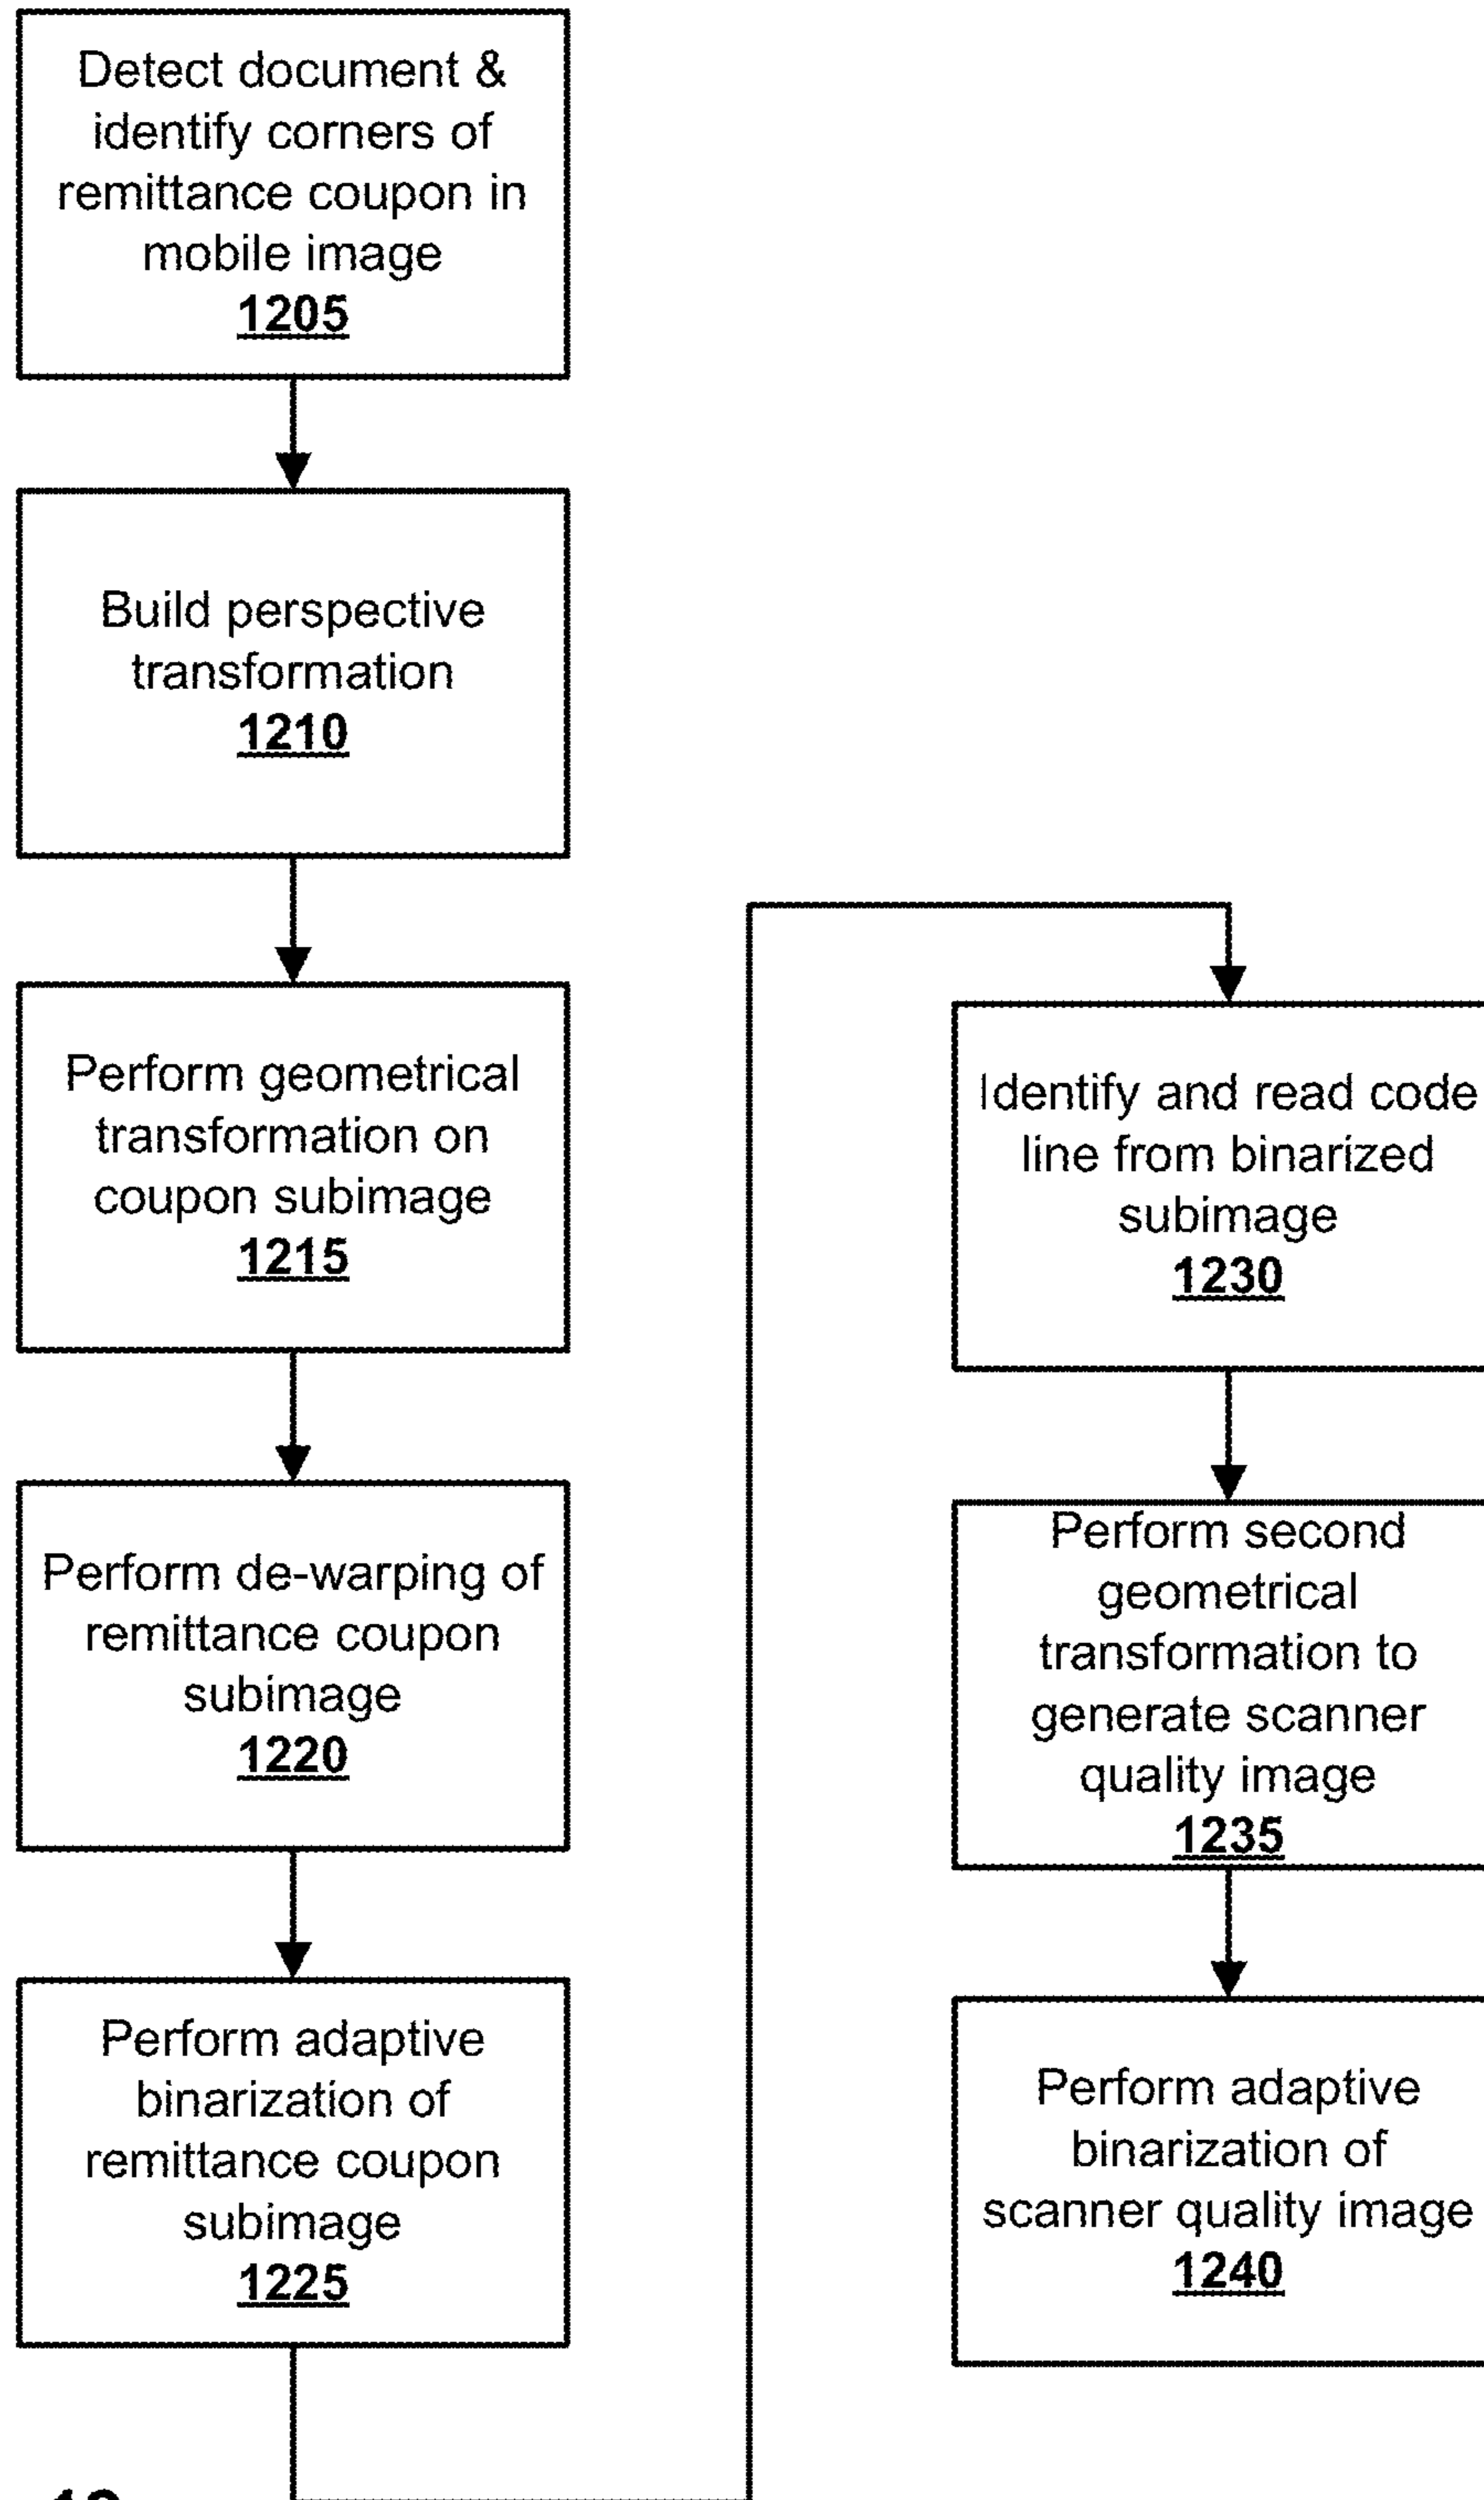 Detect document &
identify corners of
remittance coupon in
mobile image
1205
Build perspective
transformation
1210
Perform geometrical
transformation on
coupon subimage
1215
Perform de-warping of
remittance coupon
subimage
1220
Perform adaptive
binarization of
remittance coupon
subimage
1225
Identify and read code
line from binarized
subimage
1230
Perform second
geometrical
transformation to
generate scanner
quality image
1235
Perform adaptive
binarization of
scanner quality image
1240